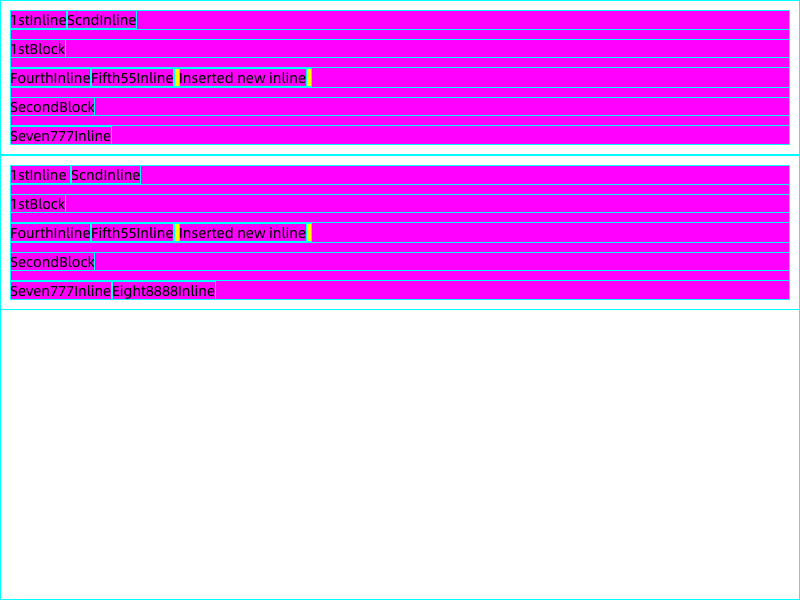 1stInlineScndInline
1stBlock
FourthInlineFifth55Inline Inserted new inline
SecondBlock
Seven777Inline
1stInline ScndInline
1stBlock
FourthInlineFifth55Inline Inserted new inline
SecondBlock
Seven777InlineEight8888Inline